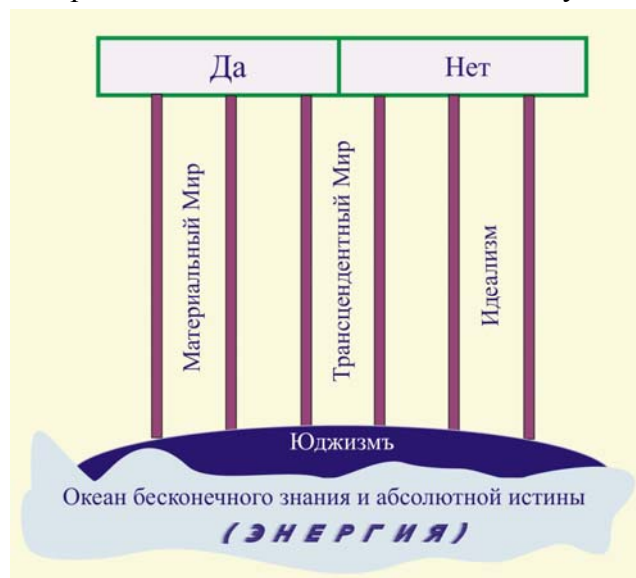 Да
Нет
Материальный Мир
Трансцендентный Мир
Идеализм
Юджизмъ
Океан бесконечного знания и абсолютной истины
(ЭНЕРГИЯ)